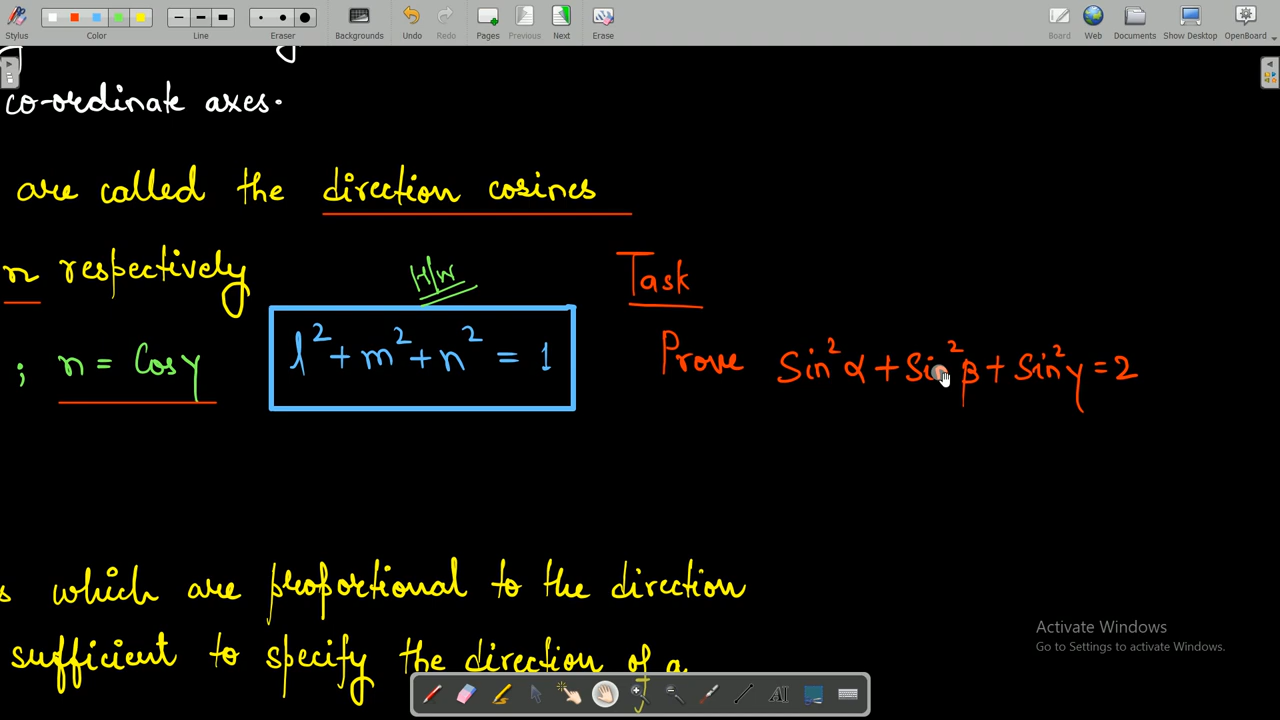 Stylus Color Line Eraser Backgrounds Undo Redo Pages Previous Next Erase Board Web Documents Show Desktop OpenBoard
co-ordinate axes.
are called the direction cosines
n respectively
H/W
Task
; n = Cosγ
l² + m² + n² = 1
Prove Sin²α + Sin²β + Sin²γ = 2
s which are proportional to the direction
sufficient to specify the direction of a
Activate Windows
Go to Settings to activate Windows.